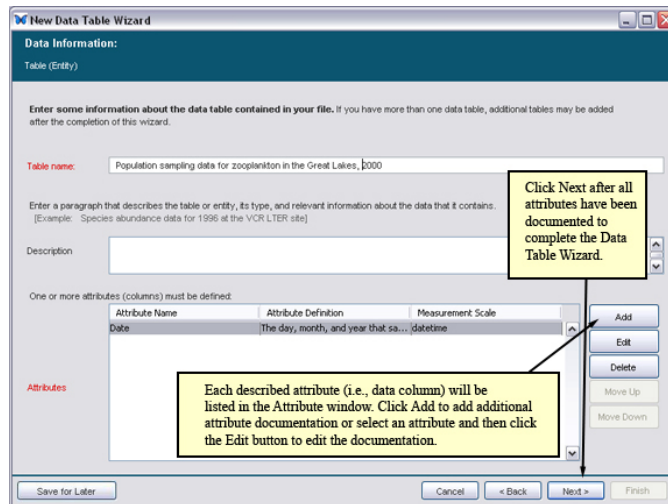 New Data Table Wizard
Data Information:
Table (Entity)
Enter some information about the data table contained in your file. If you have more than one data table, additional tables may be added
after the completion of this wizard.
Table name:
Population sampling data for zooplankton in the Great Lakes, 2000
Click Next after all
attributes have been
documented to
complete the Data
Table Wizard.
Enter a paragraph that describes the table or entity, its type, and relevant information about the data that it contains.
[Example: Species abundance data for 1996 at the VCR LTER site]
Description
One or more attributes (columns) must be defined:
Attribute Name Attribute Definition Measurement Scale
Date The day, month, and year that sa... datetime
Attributes
Add
Edit
Delete
Move Up
Move Down
Each described attribute (i.e., data column) will be
listed in the Attribute window. Click Add to add additional
attribute documentation or select an attribute and then click
the Edit button to edit the documentation.
Save for Later Cancel < Back Next > Finish